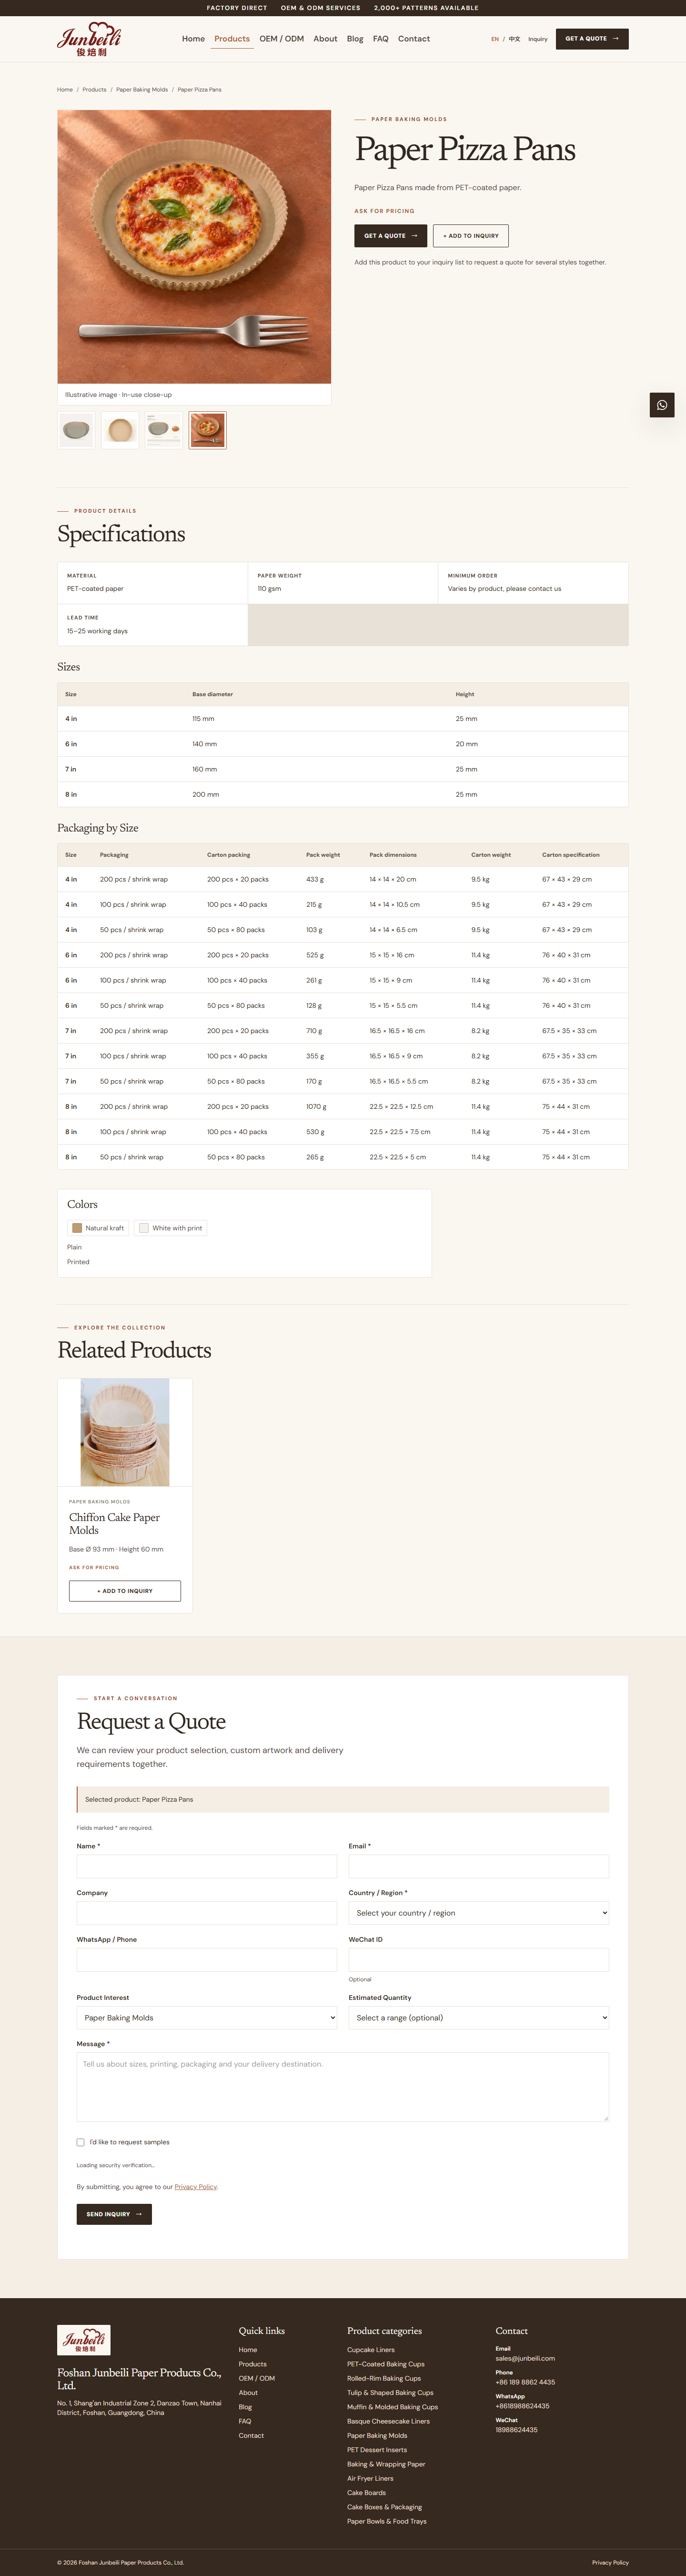 FACTORY DIRECT OEM & ODM SERVICES 2,000+ PATTERNS AVAILABLE
Junbeili
俊焙利
Home Products OEM / ODM About Blog FAQ Contact
EN / 中文 Inquiry GET A QUOTE →
Home / Products / Paper Baking Molds / Paper Pizza Pans
PAPER BAKING MOLDS
Paper Pizza Pans
Paper Pizza Pans made from PET-coated paper.
ASK FOR PRICING
GET A QUOTE → + ADD TO INQUIRY
Add this product to your inquiry list to request a quote for several styles together.
Illustrative image · In-use close-up
PRODUCT DETAILS
Specifications
MATERIAL PAPER WEIGHT MINIMUM ORDER
PET-coated paper 110 gsm Varies by product, please contact us
LEAD TIME
15–25 working days
Sizes
Size Base diameter Height
4 in 115 mm 25 mm
6 in 140 mm 20 mm
7 in 160 mm 25 mm
8 in 200 mm 25 mm
Packaging by Size
Size Packaging Carton packing Pack weight Pack dimensions Carton weight Carton specification
4 in 200 pcs / shrink wrap 200 pcs × 20 packs 433 g 14 × 14 × 20 cm 9.5 kg 67 × 43 × 29 cm
4 in 100 pcs / shrink wrap 100 pcs × 40 packs 215 g 14 × 14 × 10.5 cm 9.5 kg 67 × 43 × 29 cm
4 in 50 pcs / shrink wrap 50 pcs × 80 packs 103 g 14 × 14 × 6.5 cm 9.5 kg 67 × 43 × 29 cm
6 in 200 pcs / shrink wrap 200 pcs × 20 packs 525 g 15 × 15 × 16 cm 11.4 kg 76 × 40 × 31 cm
6 in 100 pcs / shrink wrap 100 pcs × 40 packs 261 g 15 × 15 × 9 cm 11.4 kg 76 × 40 × 31 cm
6 in 50 pcs / shrink wrap 50 pcs × 80 packs 128 g 15 × 15 × 5.5 cm 11.4 kg 76 × 40 × 31 cm
7 in 200 pcs / shrink wrap 200 pcs × 20 packs 710 g 16.5 × 16.5 × 16 cm 8.2 kg 67.5 × 35 × 33 cm
7 in 100 pcs / shrink wrap 100 pcs × 40 packs 355 g 16.5 × 16.5 × 9 cm 8.2 kg 67.5 × 35 × 33 cm
7 in 50 pcs / shrink wrap 50 pcs × 80 packs 170 g 16.5 × 16.5 × 5.5 cm 8.2 kg 67.5 × 35 × 33 cm
8 in 200 pcs / shrink wrap 200 pcs × 20 packs 1070 g 22.5 × 22.5 × 12.5 cm 11.4 kg 75 × 44 × 31 cm
8 in 100 pcs / shrink wrap 100 pcs × 40 packs 530 g 22.5 × 22.5 × 7.5 cm 11.4 kg 75 × 44 × 31 cm
8 in 50 pcs / shrink wrap 50 pcs × 80 packs 265 g 22.5 × 22.5 × 5 cm 11.4 kg 75 × 44 × 31 cm
Colors
Natural kraft White with print
Plain
Printed
EXPLORE THE COLLECTION
Related Products
PAPER BAKING MOLDS
Chiffon Cake Paper
Molds
Base Ø 93 mm · Height 60 mm
ASK FOR PRICING
+ ADD TO INQUIRY
START A CONVERSATION
Request a Quote
We can review your product selection, custom artwork and delivery
requirements together.
Selected product: Paper Pizza Pans
Fields marked * are required.
Name * Email *
Company Country / Region *
Select your country / region
WhatsApp / Phone WeChat ID
Optional
Product Interest Estimated Quantity
Paper Baking Molds Select a range (optional)
Message *
Tell us about sizes, printing, packaging and your delivery destination.
I'd like to request samples
Loading security verification…
By submitting, you agree to our Privacy Policy.
SEND INQUIRY →
Junbeili
俊焙利
Foshan Junbeili Paper Products Co.,
Ltd.
No. 1, Shang'an Industrial Zone 2, Danzao Town, Nanhai
District, Foshan, Guangdong, China
Quick links
Home
Products
OEM / ODM
About
Blog
FAQ
Contact
Product categories
Cupcake Liners
PET-Coated Baking Cups
Rolled-Rim Baking Cups
Tulip & Shaped Baking Cups
Muffin & Molded Baking Cups
Basque Cheesecake Liners
Paper Baking Molds
PET Dessert Inserts
Baking & Wrapping Paper
Air Fryer Liners
Cake Boards
Cake Boxes & Packaging
Paper Bowls & Food Trays
Contact
Email
sales@junbeili.com
Phone
+86 189 8862 4435
WhatsApp
+8618988624435
WeChat
18988624435
© 2026 Foshan Junbeili Paper Products Co., Ltd. Privacy Policy